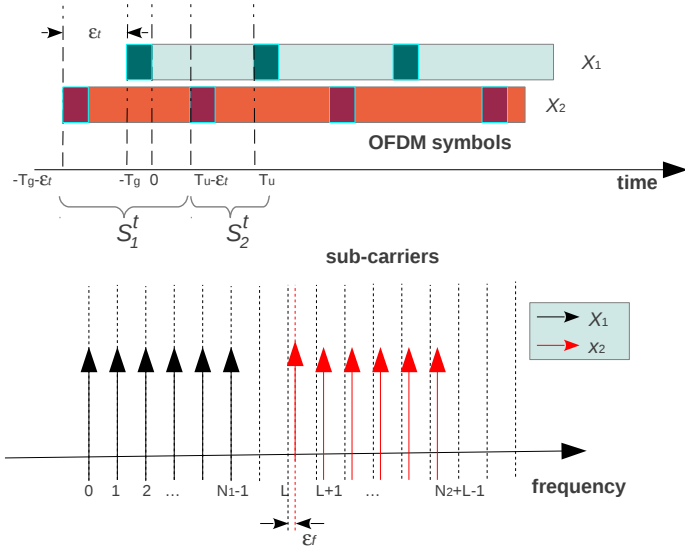 εt
X1
X2
OFDM symbols
-Tg-εt -Tg 0 Tu-εt Tu
time
S1t S2t
sub-carriers
X1
x2
0 1 2 ... N1-1 L L+1 ... N2+L-1
frequency
εf